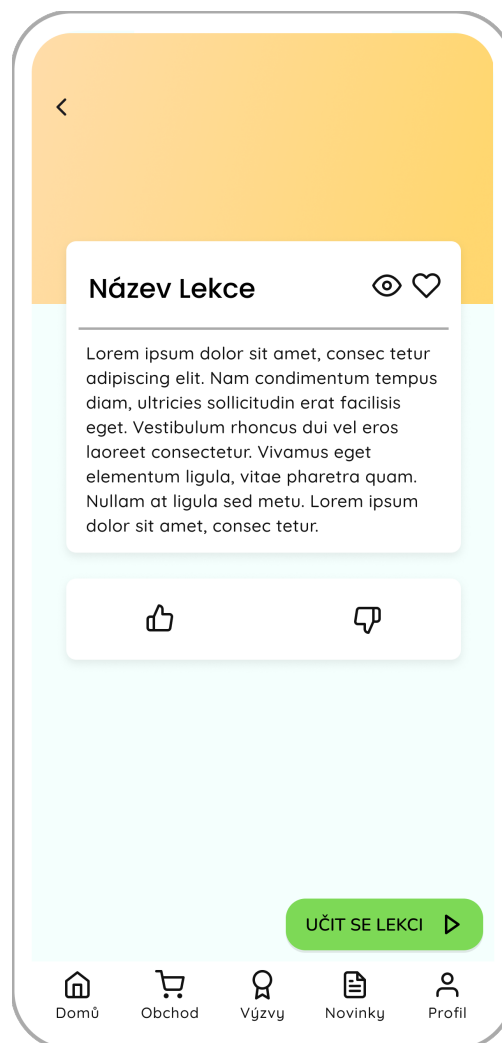 Název Lekce
Lorem ipsum dolor sit amet, consec tetur
adipiscing elit. Nam condimentum tempus
diam, ultricies sollicitudin erat facilisis
eget. Vestibulum rhoncus dui vel eros
laoreet consectetur. Vivamus eget
elementum ligula, vitae pharetra quam.
Nullam at ligula sed metu. Lorem ipsum
dolor sit amet, consec tetur.
UČIT SE LEKCI
Domů Obchod Výzvy Novinky Profil